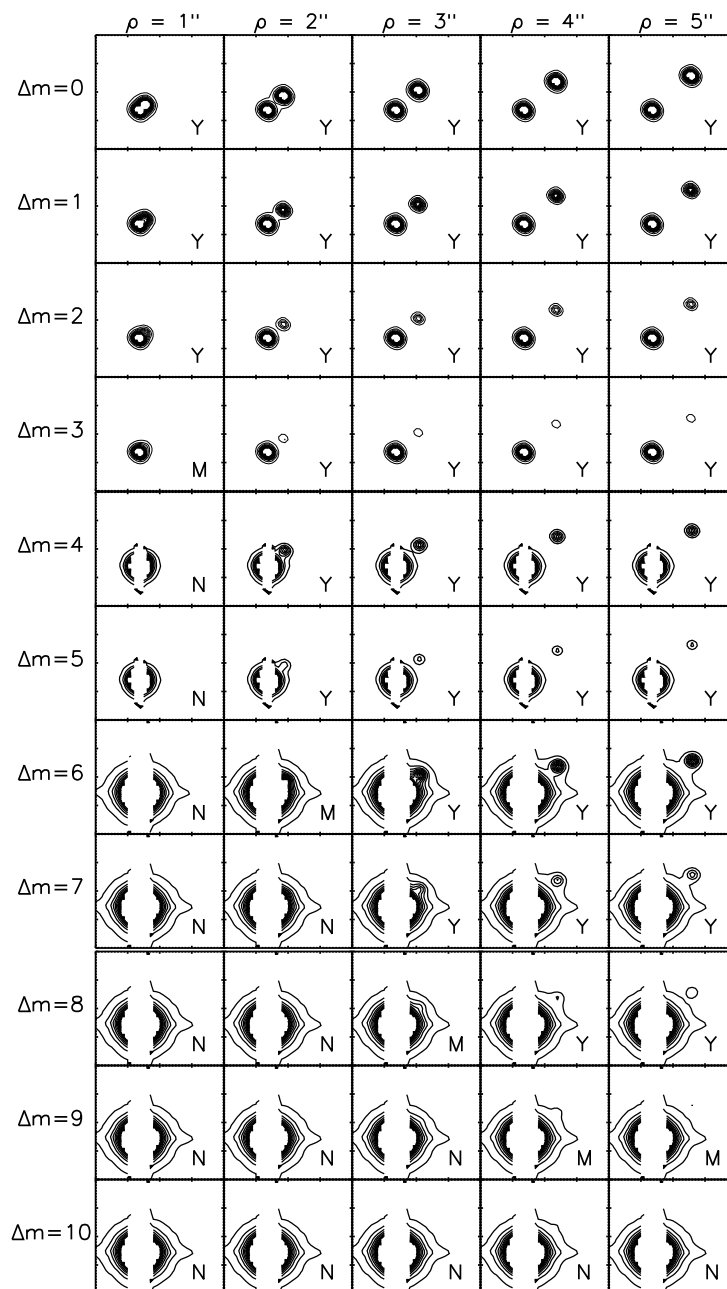 ρ = 1" ρ = 2" ρ = 3" ρ = 4" ρ = 5"
Δm=0 Y Y Y Y Y
Δm=1 Y Y Y Y Y
Δm=2 Y Y Y Y Y
Δm=3 M Y Y Y Y
Δm=4 N Y Y Y Y
Δm=5 N Y Y Y Y
Δm=6 N M Y Y Y
Δm=7 N N Y Y Y
Δm=8 N N M Y Y
Δm=9 N N N M M
Δm=10 N N N N N